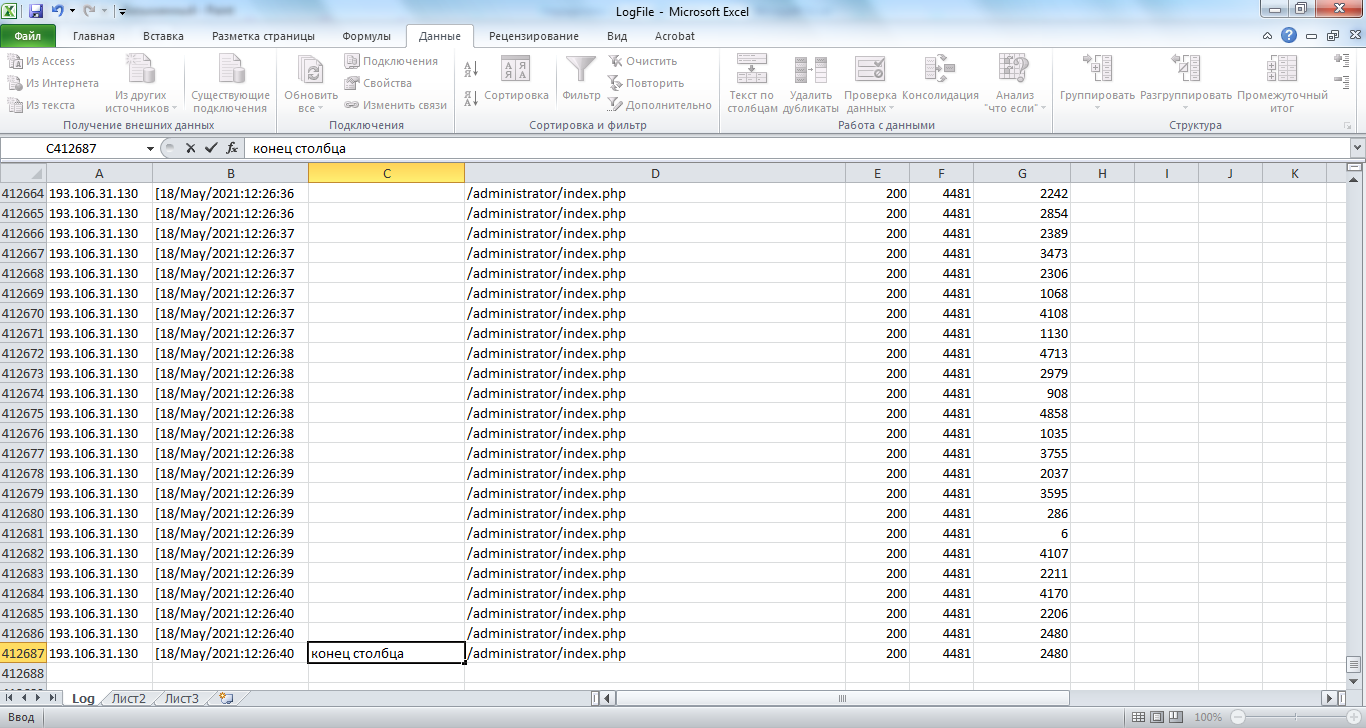 LogFile - Microsoft Excel
Файл Главная Вставка Разметка страницы Формулы Данные Рецензирование Вид Acrobat
Из Access
Из Интернета
Из текста
Из других источников
Существующие подключения
Получение внешних данных
Обновить все
Подключения
Свойства
Изменить связи
Подключения
Сортировка
Фильтр
Очистить
Повторить
Дополнительно
Сортировка и фильтр
Текст по столбцам
Удалить дубликаты
Проверка данных
Консолидация
Анализ "что если"
Работа с данными
Группировать
Разгруппировать
Промежуточный итог
Структура
C412687 fx конец столбца
A B C D E F G H I J K
412664 193.106.31.130 [18/May/2021:12:26:36 /administrator/index.php 200 4481 2242
412665 193.106.31.130 [18/May/2021:12:26:36 /administrator/index.php 200 4481 2854
412666 193.106.31.130 [18/May/2021:12:26:37 /administrator/index.php 200 4481 2389
412667 193.106.31.130 [18/May/2021:12:26:37 /administrator/index.php 200 4481 3473
412668 193.106.31.130 [18/May/2021:12:26:37 /administrator/index.php 200 4481 2306
412669 193.106.31.130 [18/May/2021:12:26:37 /administrator/index.php 200 4481 1068
412670 193.106.31.130 [18/May/2021:12:26:37 /administrator/index.php 200 4481 4108
412671 193.106.31.130 [18/May/2021:12:26:37 /administrator/index.php 200 4481 1130
412672 193.106.31.130 [18/May/2021:12:26:38 /administrator/index.php 200 4481 4713
412673 193.106.31.130 [18/May/2021:12:26:38 /administrator/index.php 200 4481 2979
412674 193.106.31.130 [18/May/2021:12:26:38 /administrator/index.php 200 4481 908
412675 193.106.31.130 [18/May/2021:12:26:38 /administrator/index.php 200 4481 4858
412676 193.106.31.130 [18/May/2021:12:26:38 /administrator/index.php 200 4481 1035
412677 193.106.31.130 [18/May/2021:12:26:38 /administrator/index.php 200 4481 3755
412678 193.106.31.130 [18/May/2021:12:26:39 /administrator/index.php 200 4481 2037
412679 193.106.31.130 [18/May/2021:12:26:39 /administrator/index.php 200 4481 3595
412680 193.106.31.130 [18/May/2021:12:26:39 /administrator/index.php 200 4481 286
412681 193.106.31.130 [18/May/2021:12:26:39 /administrator/index.php 200 4481 6
412682 193.106.31.130 [18/May/2021:12:26:39 /administrator/index.php 200 4481 4107
412683 193.106.31.130 [18/May/2021:12:26:39 /administrator/index.php 200 4481 2211
412684 193.106.31.130 [18/May/2021:12:26:40 /administrator/index.php 200 4481 4170
412685 193.106.31.130 [18/May/2021:12:26:40 /administrator/index.php 200 4481 2206
412686 193.106.31.130 [18/May/2021:12:26:40 /administrator/index.php 200 4481 2480
412687 193.106.31.130 [18/May/2021:12:26:40 конец столбца /administrator/index.php 200 4481 2480
412688
Log Лист2 Лист3
Ввод 100%